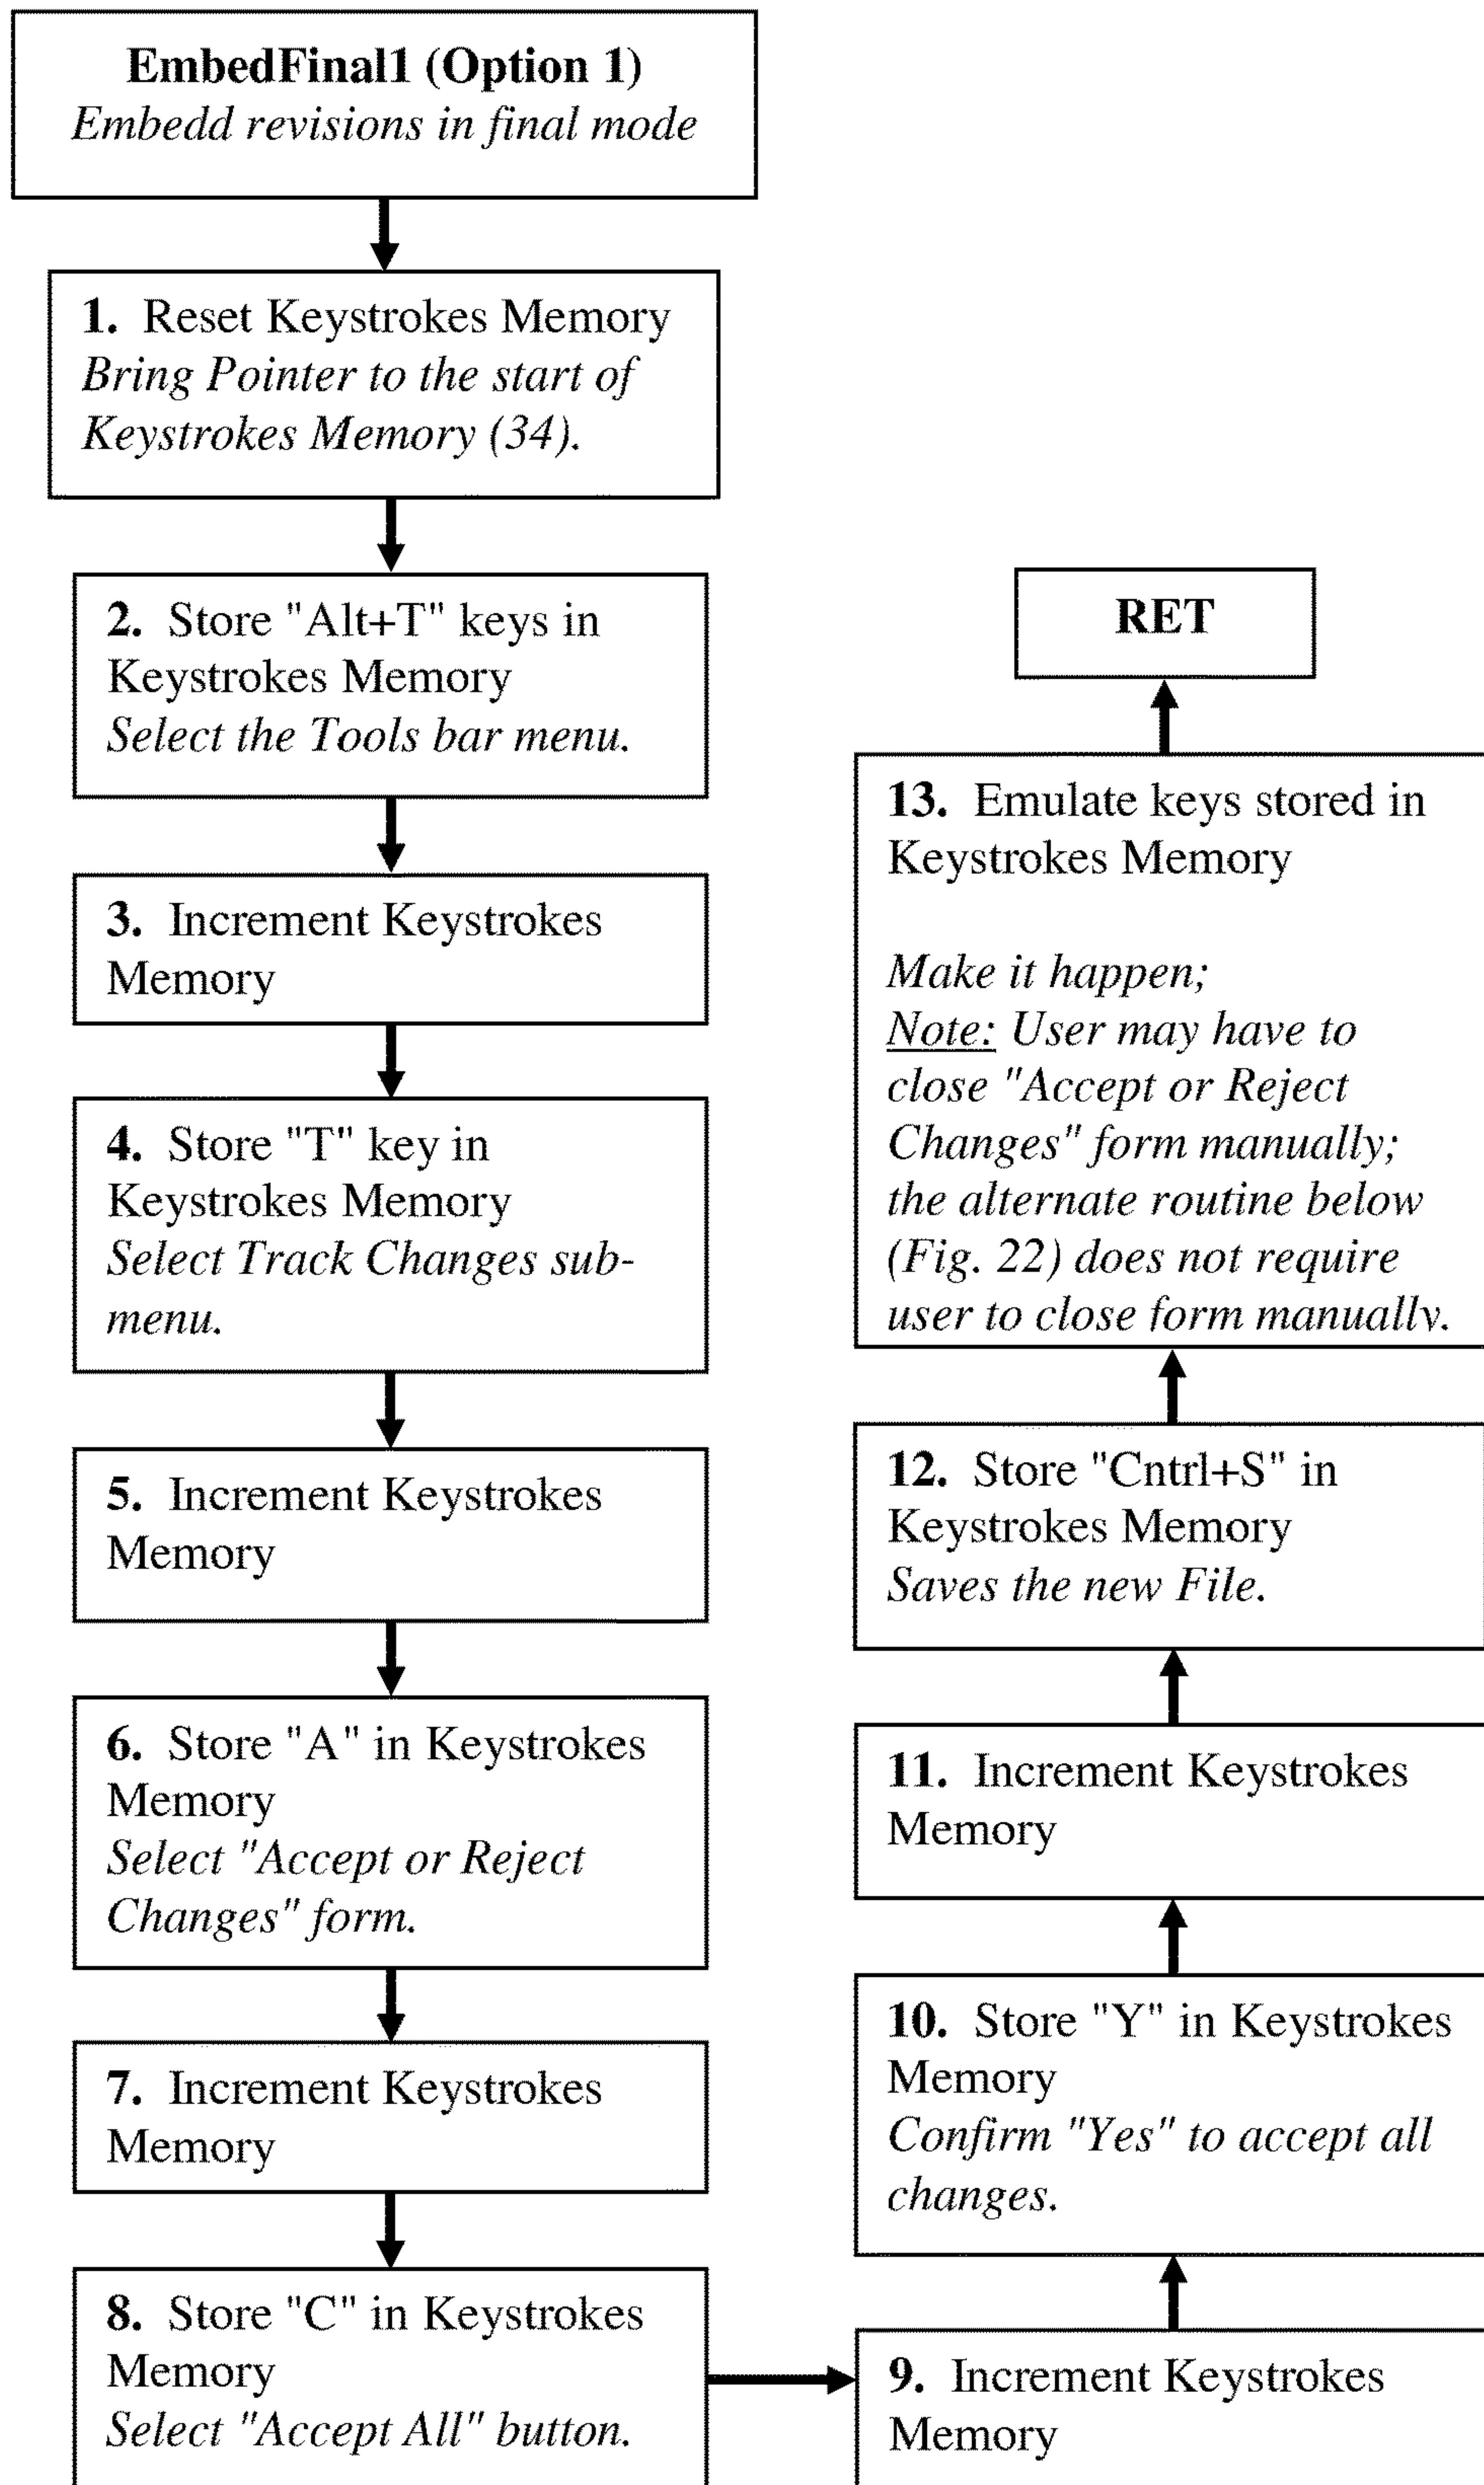 EmbedFinal1 (Option 1)
Embedd revisions in final mode
1. Reset Keystrokes Memory
Bring Pointer to the start of
Keystrokes Memory (34).
2. Store "Alt+T" keys in
Keystrokes Memory
Select the Tools bar menu.
3. Increment Keystrokes
Memory
4. Store "T" key in
Keystrokes Memory
Select Track Changes sub-
menu.
5. Increment Keystrokes
Memory
6. Store "A" in Keystrokes
Memory
Select "Accept or Reject
Changes" form.
7. Increment Keystrokes
Memory
8. Store "C" in Keystrokes
Memory
Select "Accept All" button.
9. Increment Keystrokes
Memory
10. Store "Y" in Keystrokes
Memory
Confirm "Yes" to accept all
changes.
11. Increment Keystrokes
Memory
12. Store "Cntrl+S" in
Keystrokes Memory
Saves the new File.
13. Emulate keys stored in
Keystrokes Memory
Make it happen;
Note: User may have to
close "Accept or Reject
Changes" form manually;
the alternate routine below
(Fig. 22) does not require
user to close form manually.
RET